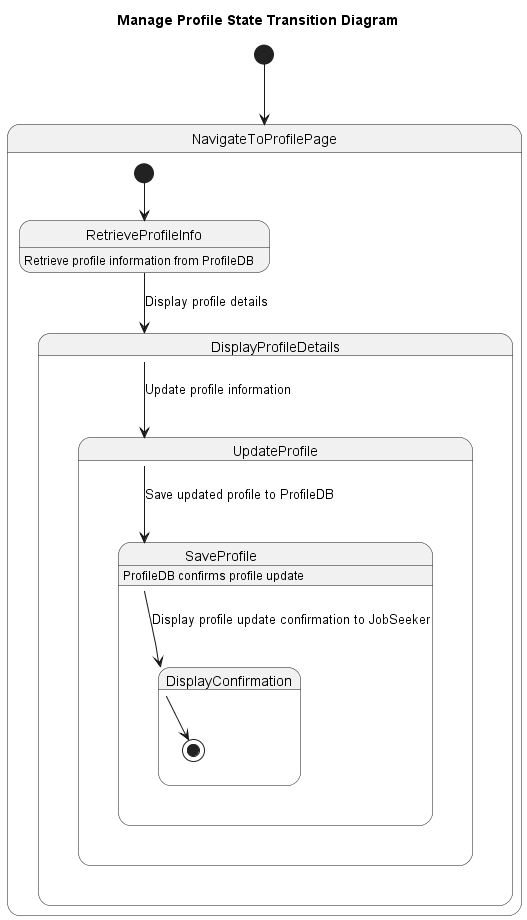 Manage Profile State Transition Diagram
NavigateToProfilePage
RetrieveProfileInfo
Retrieve profile information from ProfileDB
Display profile details
DisplayProfileDetails
Update profile information
UpdateProfile
Save updated profile to ProfileDB
SaveProfile
ProfileDB confirms profile update
Display profile update confirmation to JobSeeker
DisplayConfirmation